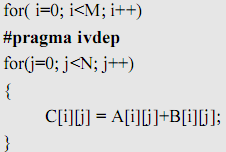 for( i=0; i<M; i++)
#pragma ivdep
for(j=0; j<N; j++)
{
C[i][j] = A[i][j]+B[i][j];
}